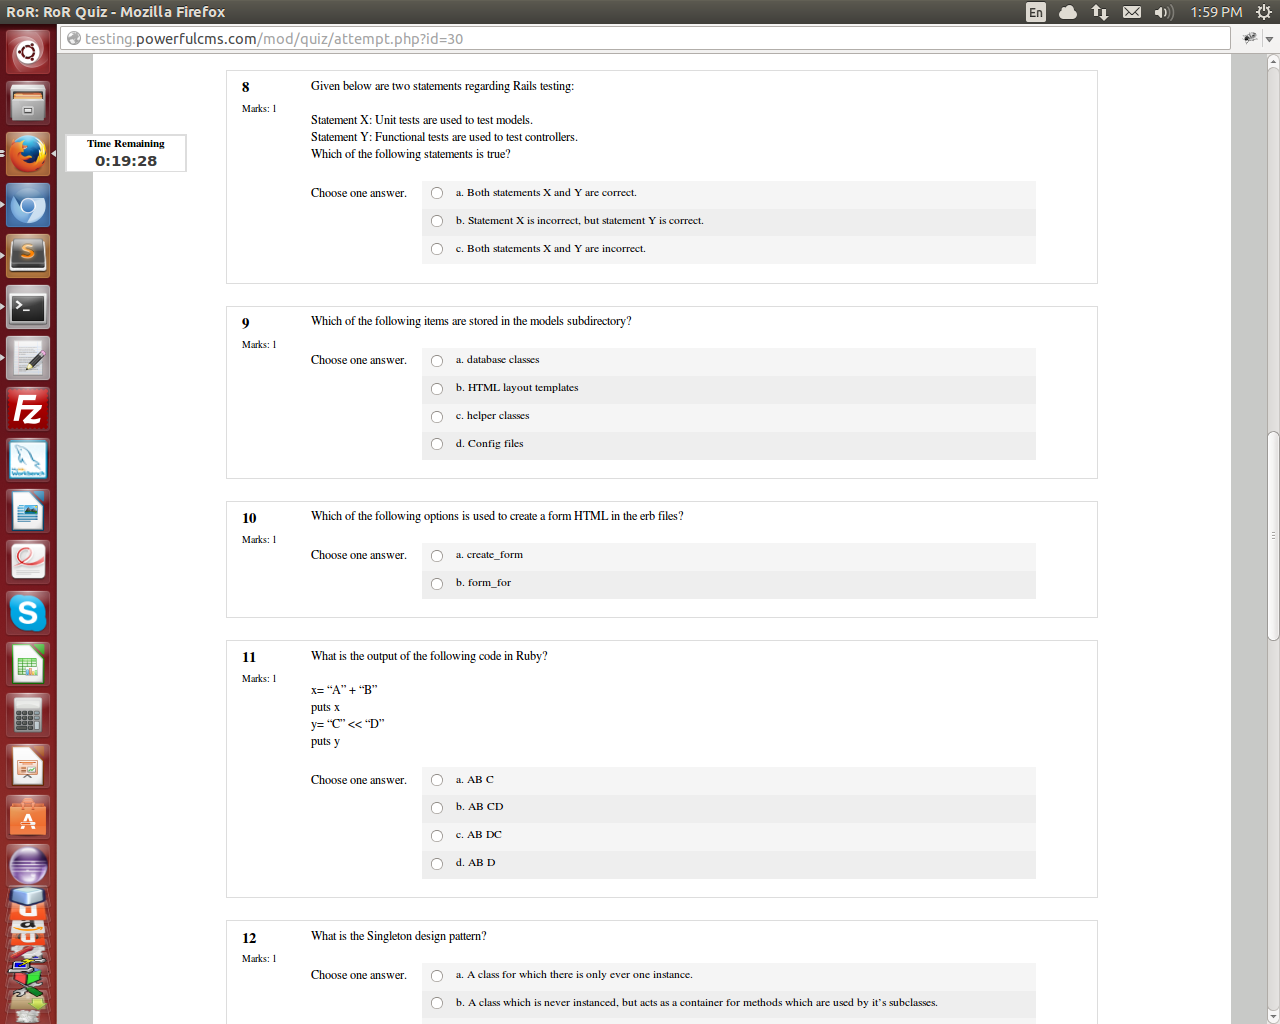 RoR: RoR Quiz - Mozilla Firefox
En
1:59 PM
testing.powerfulcms.com/mod/quiz/attempt.php?id=30
Time Remaining
0:19:28
8
Marks: 1
Given below are two statements regarding Rails testing:
Statement X: Unit tests are used to test models.
Statement Y: Functional tests are used to test controllers.
Which of the following statements is true?
Choose one answer.
a. Both statements X and Y are correct.
b. Statement X is incorrect, but statement Y is correct.
c. Both statements X and Y are incorrect.
9
Marks: 1
Which of the following items are stored in the models subdirectory?
Choose one answer.
a. database classes
b. HTML layout templates
c. helper classes
d. Config files
10
Marks: 1
Which of the following options is used to create a form HTML in the erb files?
Choose one answer.
a. create_form
b. form_for
11
Marks: 1
What is the output of the following code in Ruby?
x= “A” + “B”
puts x
y= “C” << “D”
puts y
Choose one answer.
a. AB C
b. AB CD
c. AB DC
d. AB D
12
Marks: 1
What is the Singleton design pattern?
Choose one answer.
a. A class for which there is only ever one instance.
b. A class which is never instanced, but acts as a container for methods which are used by it’s subclasses.